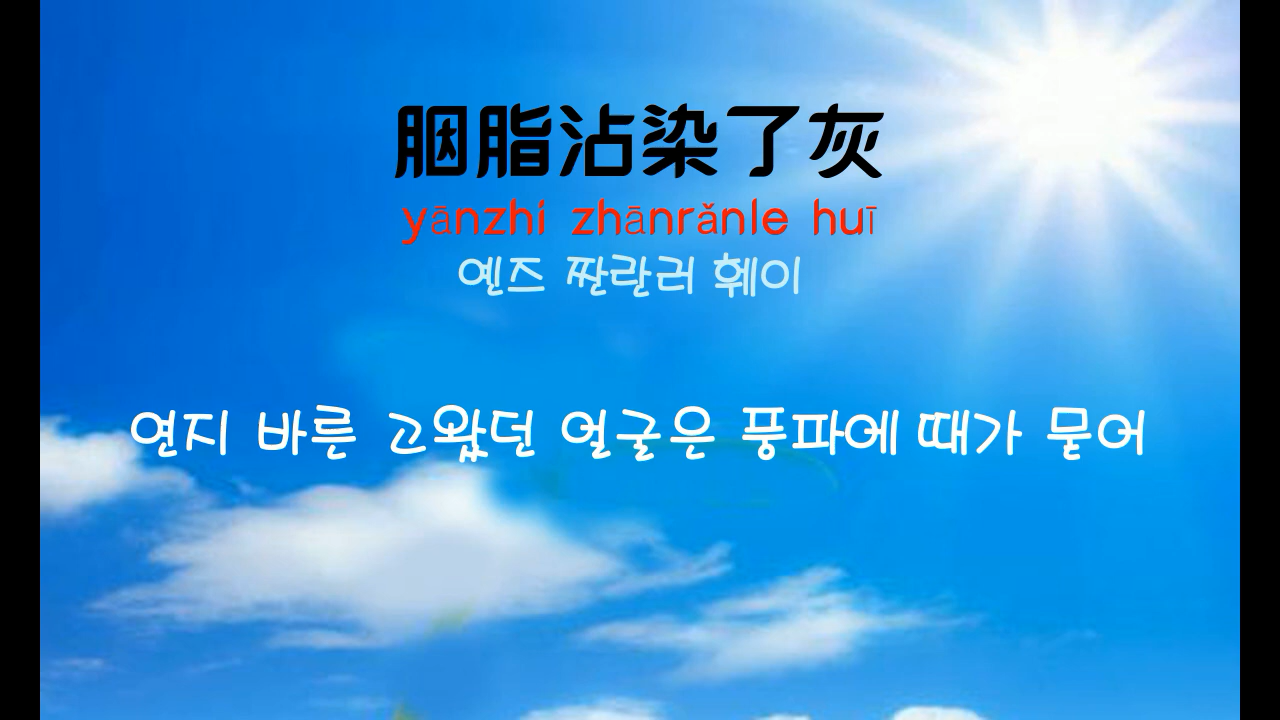 胭脂沾染了灰
yānzhi zhānrǎnle huī
옌즈 짠란러 훼이
연지 바른 고왔던 얼굴은 풍파에 때가 뭍어